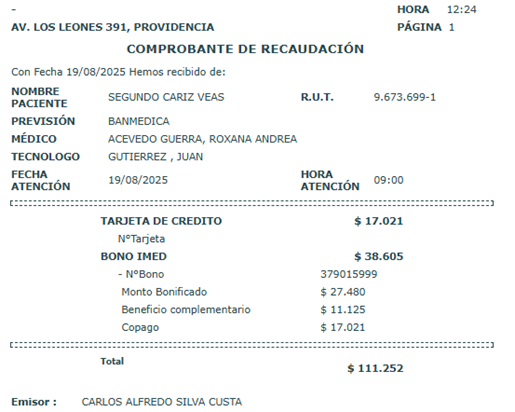 -
HORA 12:24
AV. LOS LEONES 391, PROVIDENCIA PÁGINA 1
COMPROBANTE DE RECAUDACIÓN
Con Fecha 19/08/2025 Hemos recibido de:
NOMBRE PACIENTE SEGUNDO CARIZ VEAS R.U.T. 9.673.699-1
PREVISIÓN BANMEDICA
MÉDICO ACEVEDO GUERRA, ROXANA ANDREA
TECNOLOGO GUTIERREZ , JUAN
FECHA ATENCIÓN 19/08/2025 HORA ATENCIÓN 09:00
TARJETA DE CREDITO $ 17.021
N°Tarjeta
BONO IMED $ 38.605
- N°Bono 379015999
Monto Bonificado $ 27.480
Beneficio complementario $ 11.125
Copago $ 17.021
Total $ 111.252
Emisor : CARLOS ALFREDO SILVA CUSTA